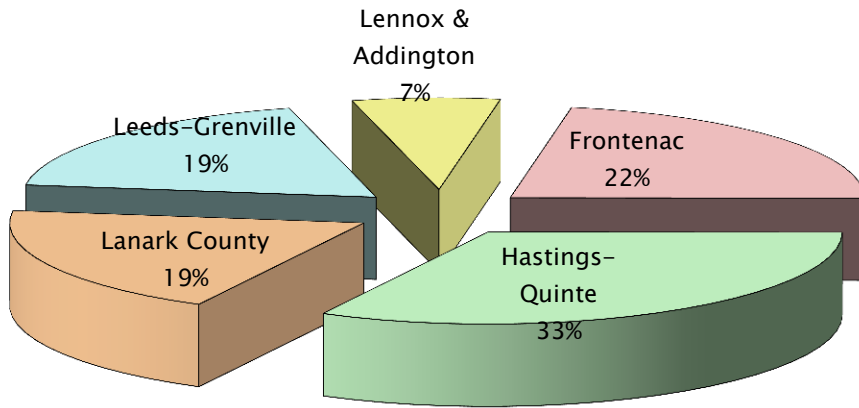 Lennox &
Addington
7%
Leeds-Grenville
19%
Frontenac
22%
Lanark County
19%
Hastings-
Quinte
33%